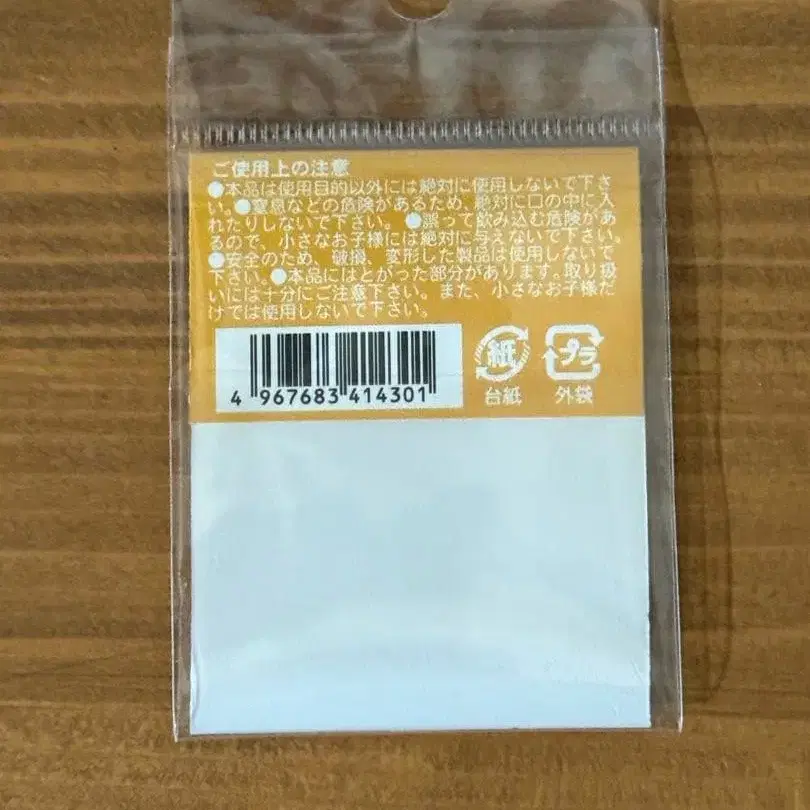 ご使用上の注意
●本品は使用目的以外には絶対に使用しないで下さ
い。●窒息などの危険があるため、絶対に口の中に入
れたりしないで下さい。 ●誤って飲み込む危険があ
るので、小さなお子様には絶対に与えないで下さい。
●安全のため、破損、変形した製品は使用しないで
下さい。●本品にはとがった部分があります。取り扱
いには十分にご注意下さい。また、小さなお子様だ
けでは使用しないで下さい。
4 967683 414301
紙
台紙
プラ
外袋